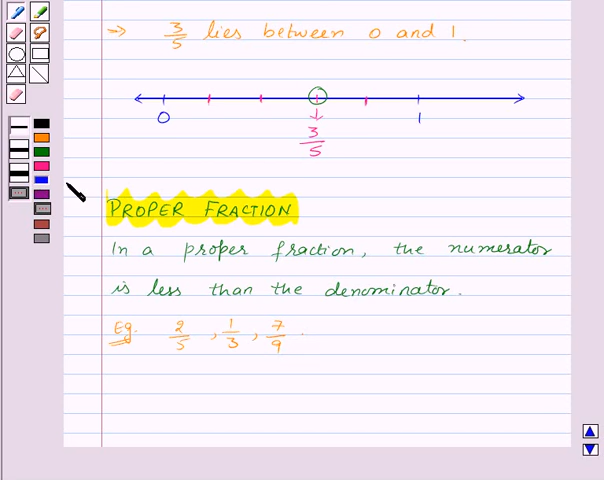 ⇒ 3/5 lies between 0 and 1.
0 1
3/5
PROPER FRACTION
In a proper fraction, the numerator
is less than the denominator.
Eg. 2/5, 1/3, 7/9.